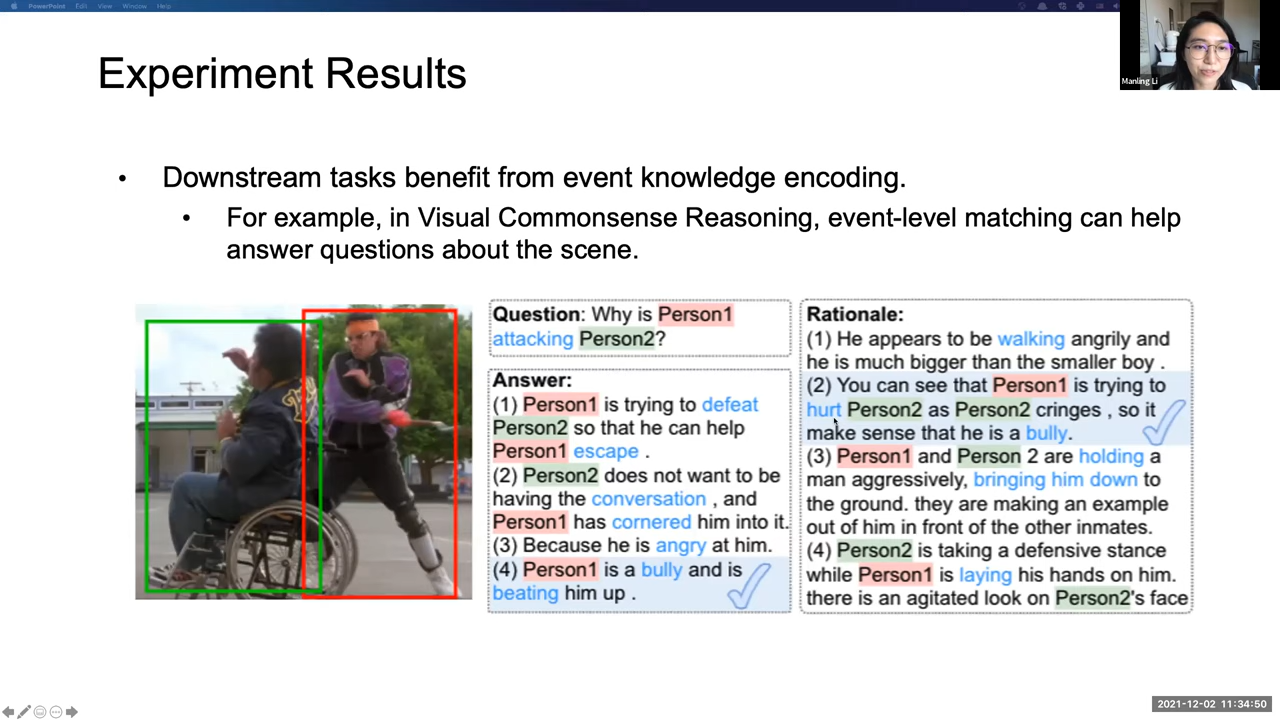 PowerPoint Edit View Window Help
Manling Li
Experiment Results
• Downstream tasks benefit from event knowledge encoding.
• For example, in Visual Commonsense Reasoning, event-level matching can help
answer questions about the scene.
Question: Why is Person1
attacking Person2?
Answer:
(1) Person1 is trying to defeat
Person2 so that he can help
Person1 escape .
(2) Person2 does not want to be
having the conversation , and
Person1 has cornered him into it.
(3) Because he is angry at him.
(4) Person1 is a bully and is
beating him up .
Rationale:
(1) He appears to be walking angrily and
he is much bigger than the smaller boy .
(2) You can see that Person1 is trying to
hurt Person2 as Person2 cringes , so it
make sense that he is a bully.
(3) Person1 and Person 2 are holding a
man aggressively, bringing him down to
the ground. they are making an example
out of him in front of the other inmates.
(4) Person2 is taking a defensive stance
while Person1 is laying his hands on him.
there is an agitated look on Person2's face
2021-12-02 11:34:50